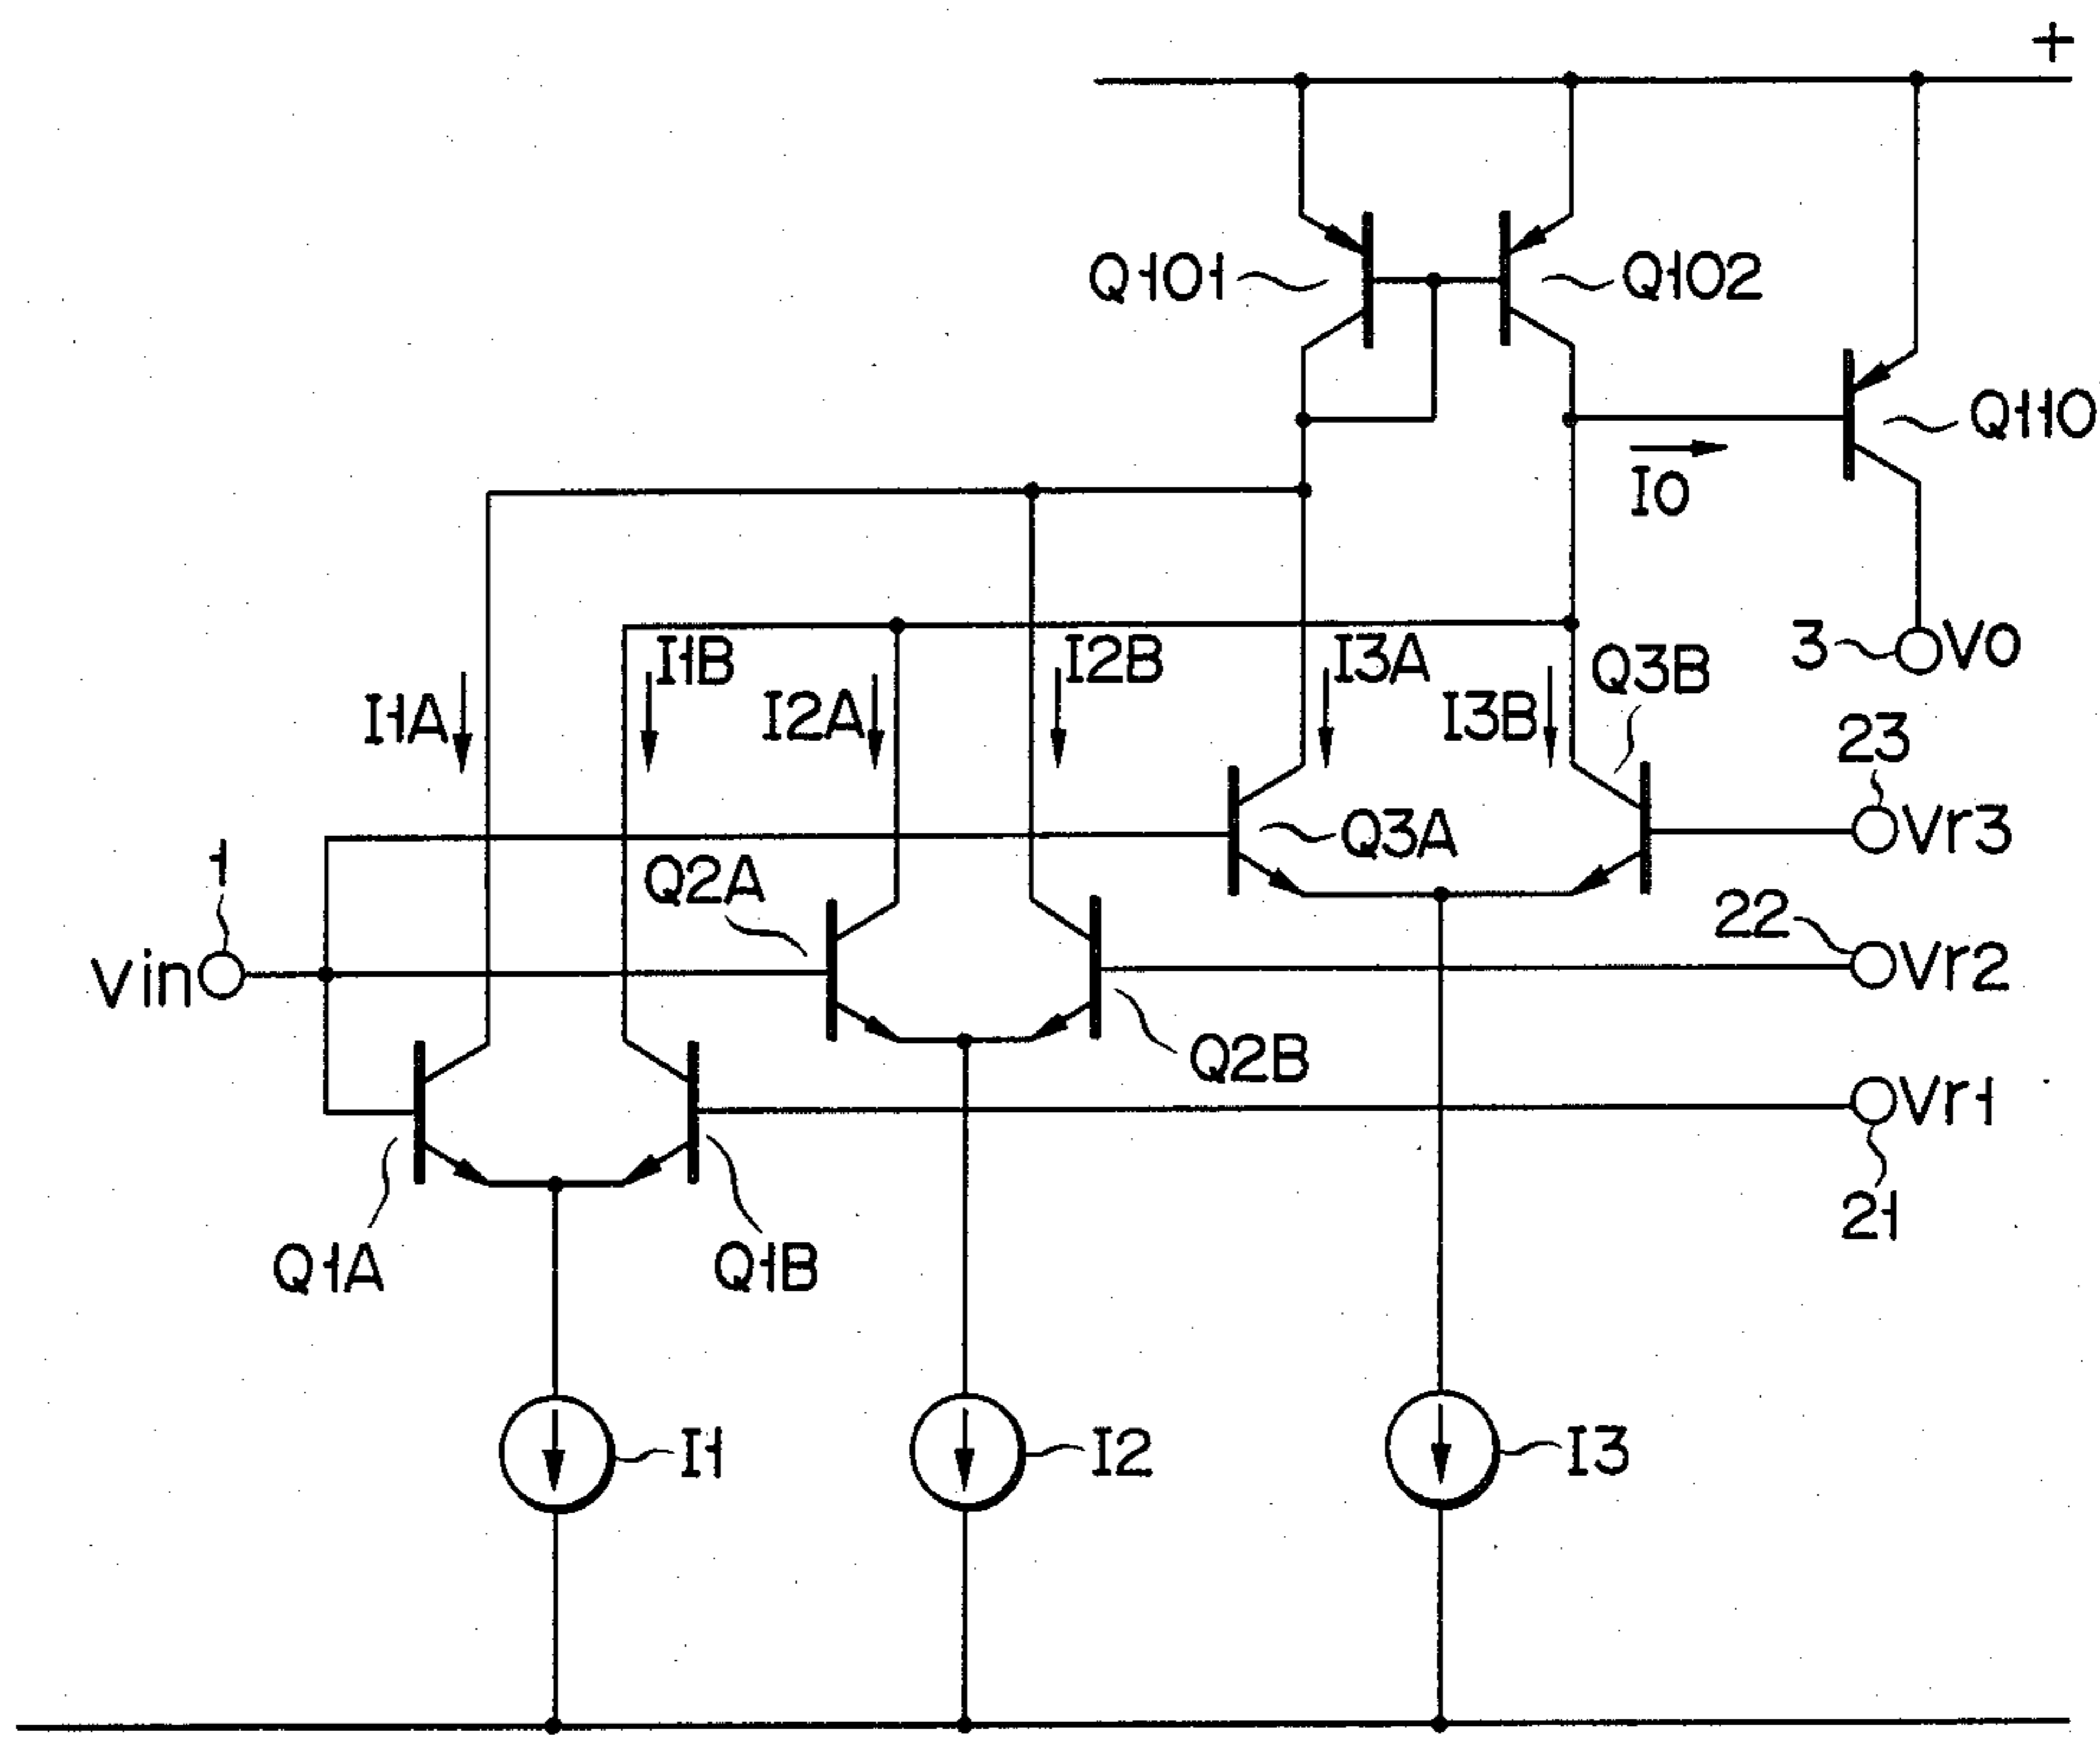 +
Q101
Q102
Q110
Io
3
Vo
I1A
I1B
I2A
I2B
I3A
I3B
Q3B
23
Vr3
1
Q2A
Q3A
22
Vr2
Vin
Q2B
Vr1
21
Q1A
Q1B
I1
I2
I3